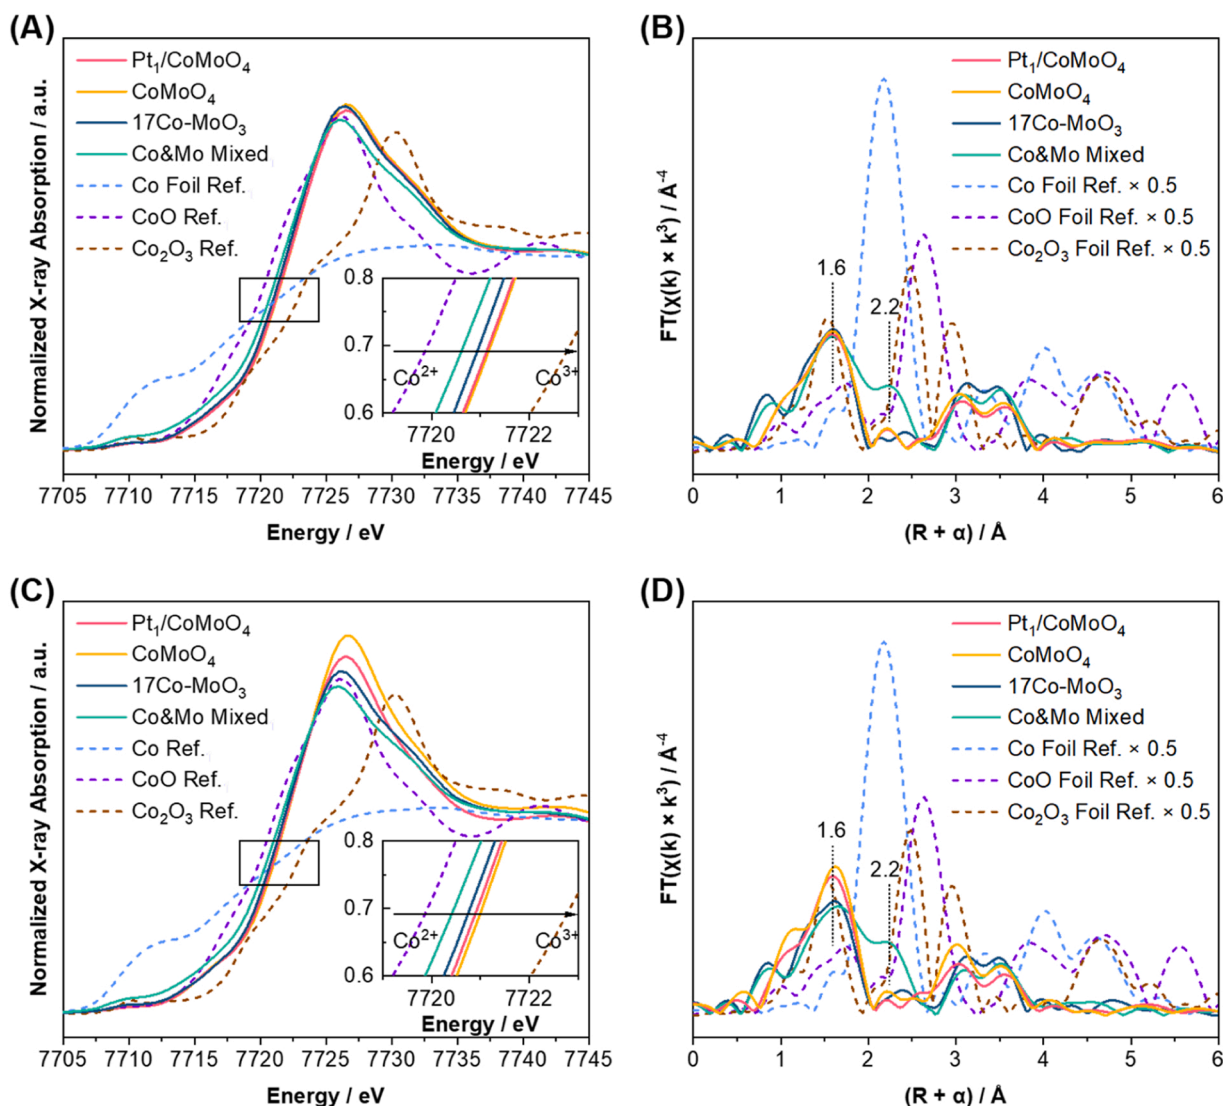 (A)
Normalized X-ray Absorption / a.u.
Pt₁/CoMoO₄
CoMoO₄
17Co-MoO₃
Co&Mo Mixed
Co Foil Ref.
CoO Ref.
Co₂O₃ Ref.
0.8
0.7
0.6
Co²⁺
Co³⁺
7720
7722
Energy / eV
7705
7710
7715
7720
7725
7730
7735
7740
7745
Energy / eV
(B)
FT(χ(k) × k³) / Å⁻⁴
Pt₁/CoMoO₄
CoMoO₄
17Co-MoO₃
Co&Mo Mixed
Co Foil Ref. × 0.5
CoO Foil Ref. × 0.5
Co₂O₃ Foil Ref. × 0.5
1.6
2.2
0
1
2
3
4
5
6
(R + α) / Å
(C)
Normalized X-ray Absorption / a.u.
Pt₁/CoMoO₄
CoMoO₄
17Co-MoO₃
Co&Mo Mixed
Co Ref.
CoO Ref.
Co₂O₃ Ref.
0.8
0.7
0.6
Co²⁺
Co³⁺
7720
7722
Energy / eV
7705
7710
7715
7720
7725
7730
7735
7740
7745
Energy / eV
(D)
FT(χ(k) × k³) / Å⁻⁴
Pt₁/CoMoO₄
CoMoO₄
17Co-MoO₃
Co&Mo Mixed
Co Foil Ref. × 0.5
CoO Foil Ref. × 0.5
Co₂O₃ Foil Ref. × 0.5
1.6
2.2
0
1
2
3
4
5
6
(R + α) / Å